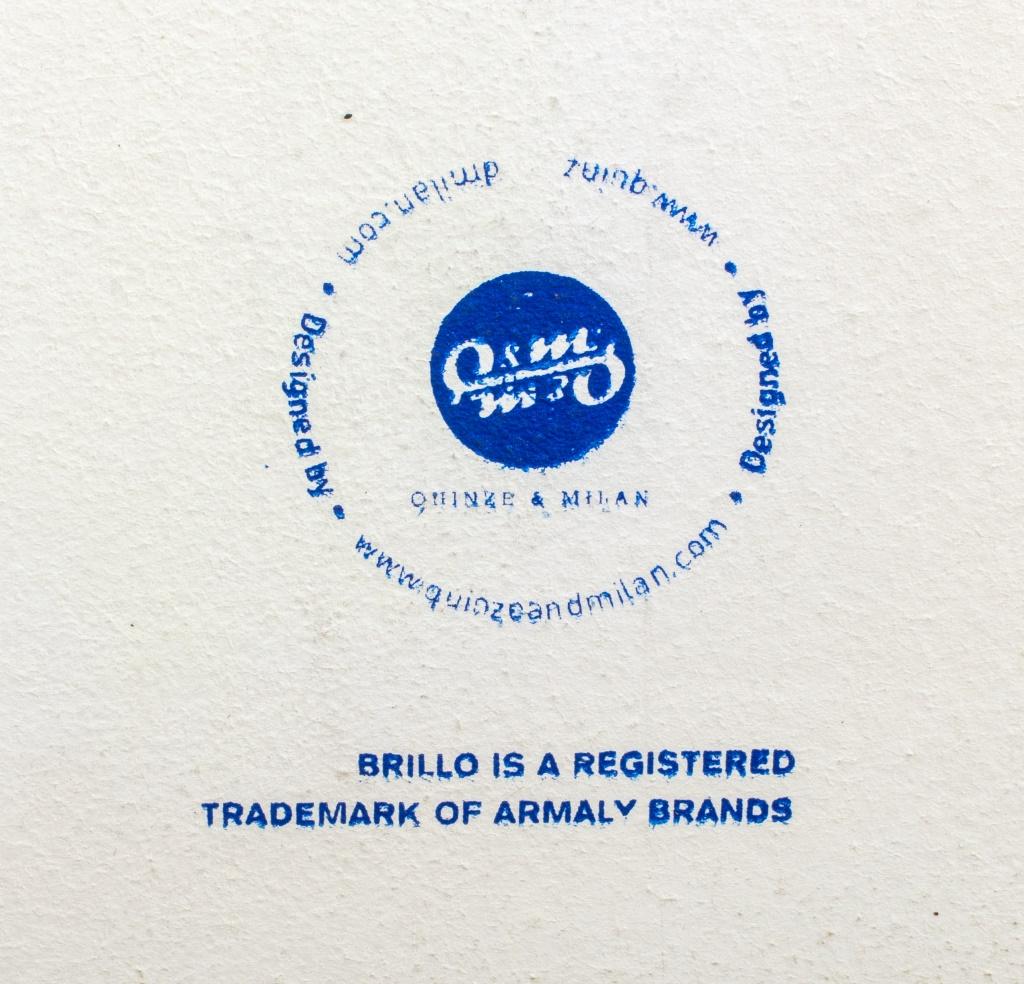 www.quinz
dmilan.com • Designed by • www.quinzeandmilan.com • Designed by •
Q&m
Q&m
QUINZE & MILAN
BRILLO IS A REGISTERED
TRADEMARK OF ARMALY BRANDS